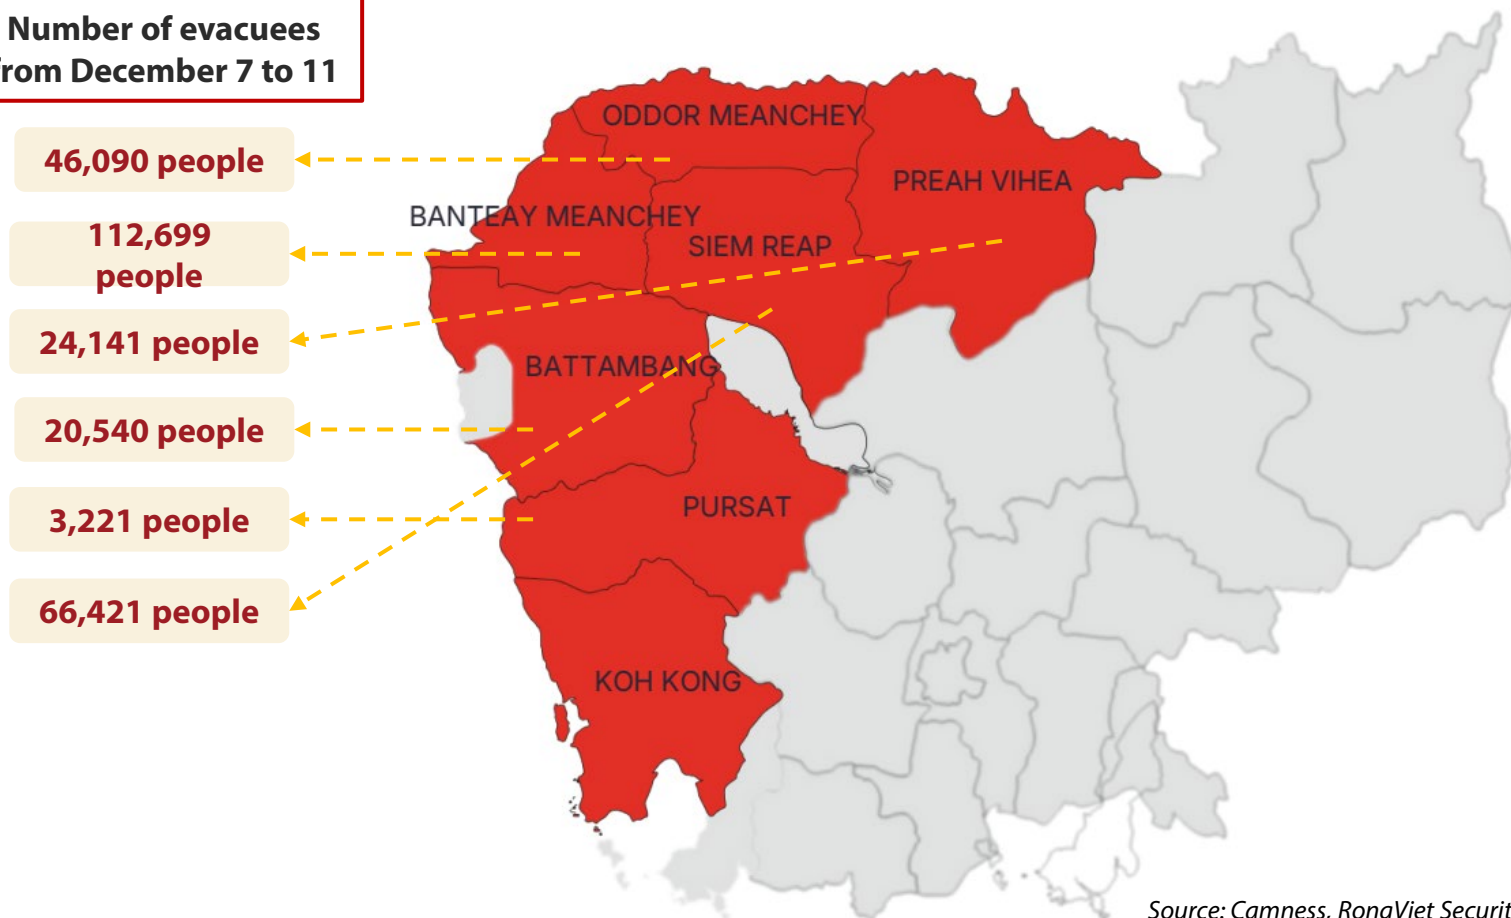 Number of evacuees
from December 7 to 11
46,090 people
112,699
people
24,141 people
20,540 people
3,221 people
66,421 people
ODDOR MEANCHEY
PREAH VIHEA
BANTEAY MEANCHEY
SIEM REAP
BATTAMBANG
PURSAT
KOH KONG
Source: Camness, RongViet Securit